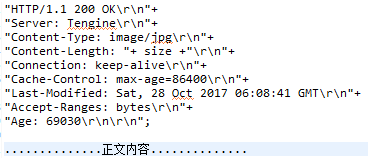 "HTTP/1.1 200 OK\r\n"+
"Server: Tengine\r\n"+
"Content-Type: image/jpg\r\n"+
"Content-Length: "+ size +"\r\n"+
"Connection: keep-alive\r\n"+
"Cache-Control: max-age=86400\r\n"+
"Last-Modified: Sat, 28 Oct 2017 06:08:41 GMT\r\n"+
"Accept-Ranges: bytes\r\n"+
"Age: 69030\r\n\r\n";
..............正文内容..............